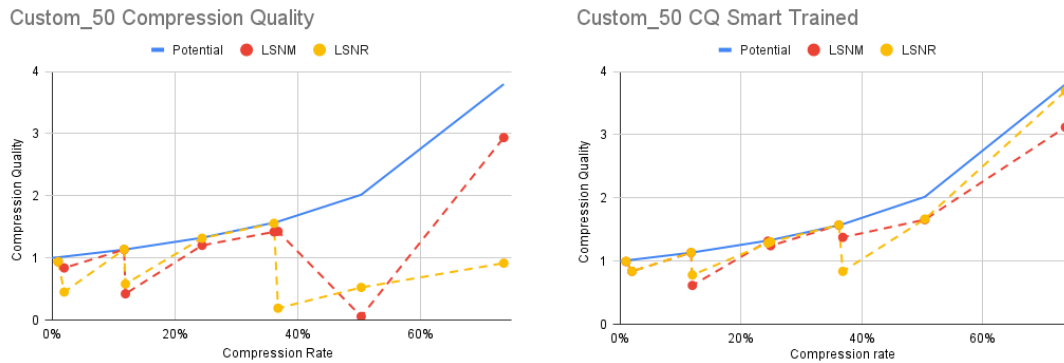 Custom_50 Compression Quality
Potential LSNM LSNR
4
3
2
1
0
Compression Quality
0% 20% 40% 60%
Compression Rate
Custom_50 CQ Smart Trained
Potential LSNM LSNR
4
3
2
1
0
Compression Quality
0% 20% 40% 60%
Compression rate